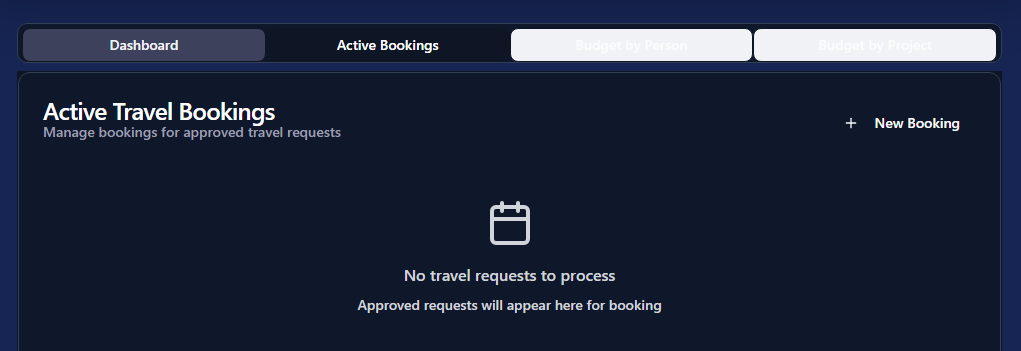 Dashboard
Active Bookings
Budget by Person
Budget by Project
Active Travel Bookings
Manage bookings for approved travel requests
+ New Booking
No travel requests to process
Approved requests will appear here for booking